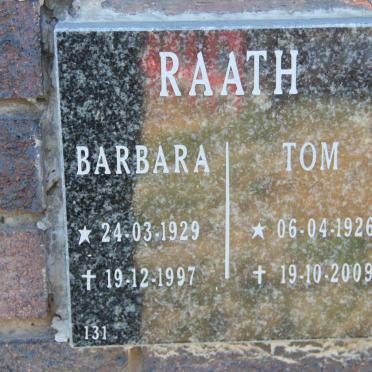 RAATH
BARBARA TOM
★ 24-03-1929 ★ 06-04-1926
✝ 19-12-1997 ✝ 19-10-2009
131